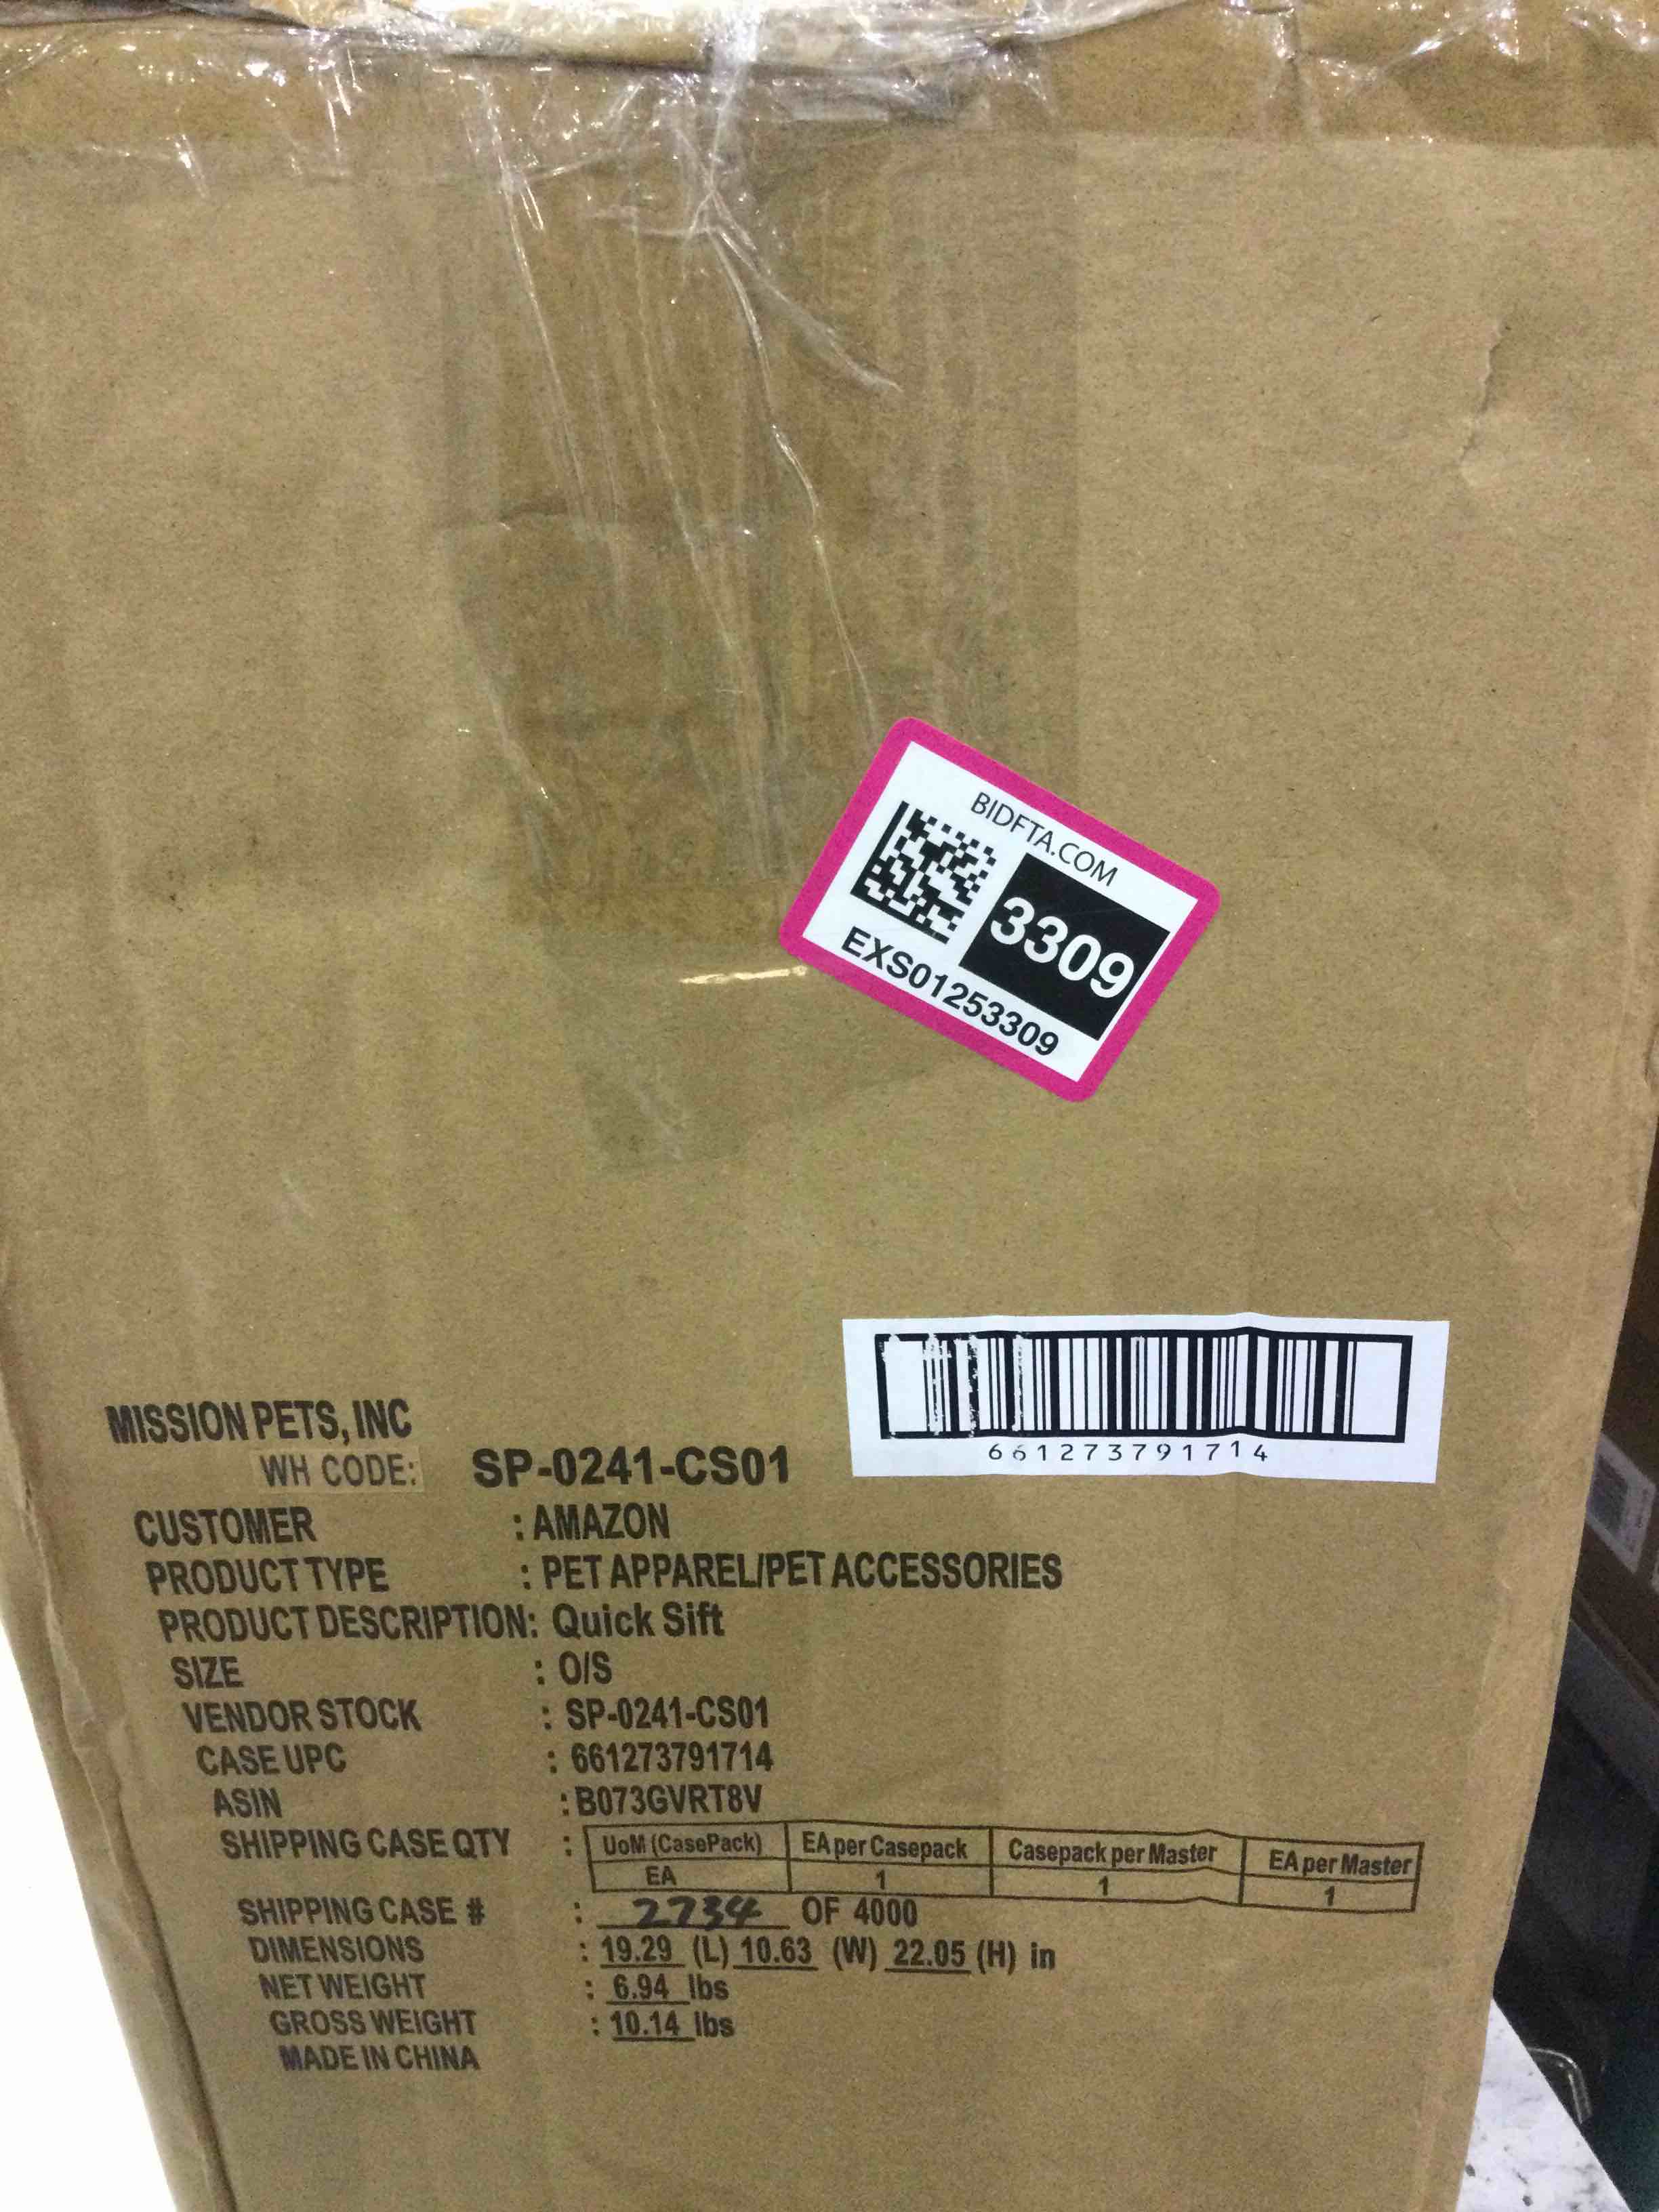 BIDFTA.COM
3309
EXS01253309
661273791714
MISSION PETS, INC
WH CODE: SP-0241-CS01
CUSTOMER : AMAZON
PRODUCT TYPE : PET APPAREL/PET ACCESSORIES
PRODUCT DESCRIPTION: Quick Sift
SIZE : O/S
VENDOR STOCK : SP-0241-CS01
CASE UPC : 661273791714
ASIN : B073GVRT8V
SHIPPING CASE QTY : UoM (CasePack) EA per Casepack Casepack per Master EA per Master
EA 1 1 1
SHIPPING CASE # : 2734 OF 4000
DIMENSIONS : 19.29 (L) 10.63 (W) 22.05 (H) in
NET WEIGHT : 6.94 lbs
GROSS WEIGHT : 10.14 lbs
MADE IN CHINA